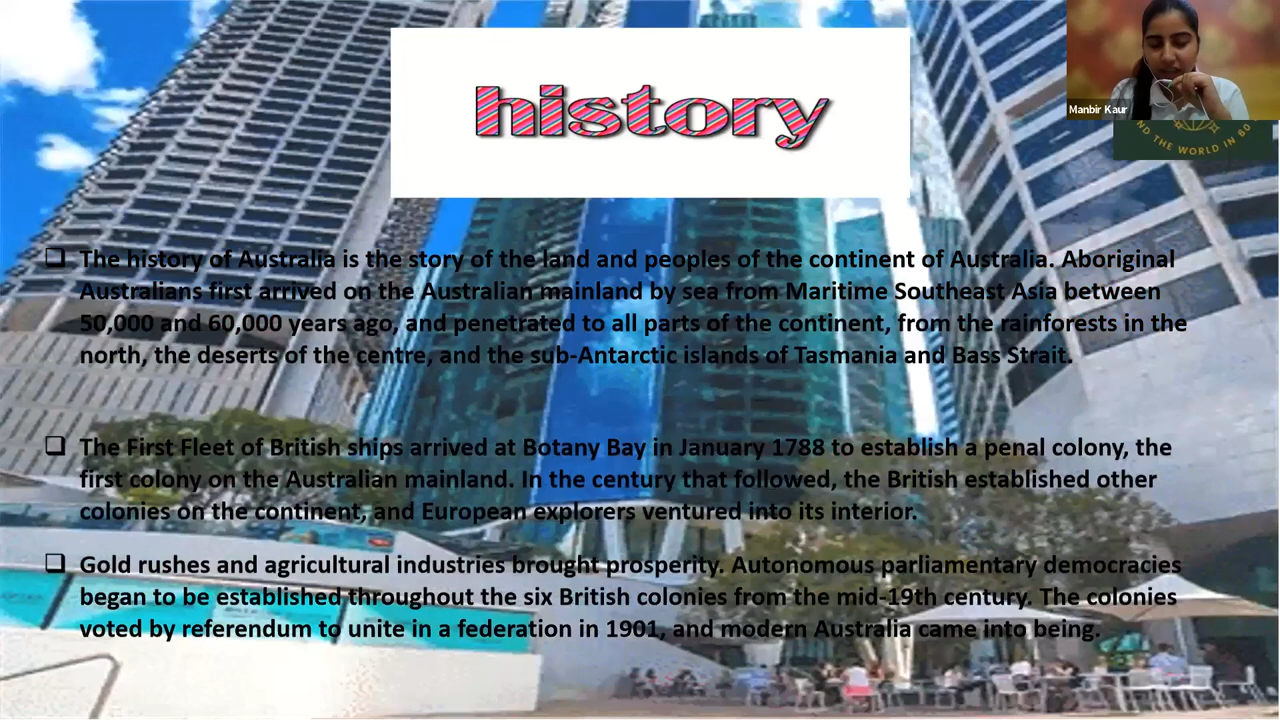 history
Manbir Kaur
ND THE WORLD IN 60
The history of Australia is the story of the land and peoples of the continent of Australia. Aboriginal
Australians first arrived on the Australian mainland by sea from Maritime Southeast Asia between
50,000 and 60,000 years ago, and penetrated to all parts of the continent, from the rainforests in the
north, the deserts of the centre, and the sub-Antarctic islands of Tasmania and Bass Strait.
The First Fleet of British ships arrived at Botany Bay in January 1788 to establish a penal colony, the
first colony on the Australian mainland. In the century that followed, the British established other
colonies on the continent, and European explorers ventured into its interior.
Gold rushes and agricultural industries brought prosperity. Autonomous parliamentary democracies
began to be established throughout the six British colonies from the mid-19th century. The colonies
voted by referendum to unite in a federation in 1901, and modern Australia came into being.